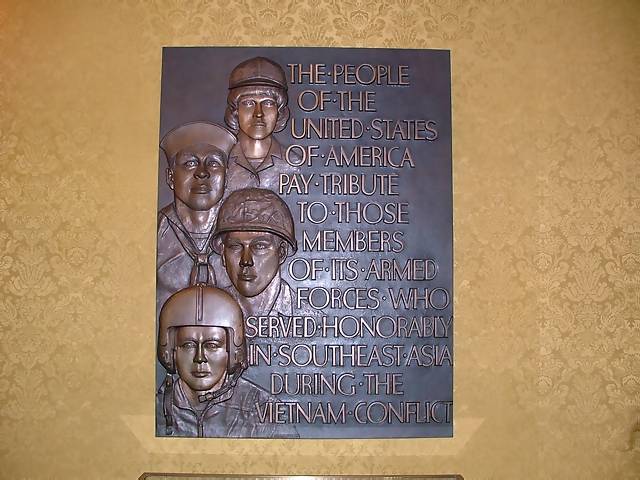 THE·PEOPLE
OF·THE
UNITED·STATES
OF·AMERICA
PAY·TRIBUTE
TO·THOSE
MEMBERS
OF·ITS·ARMED
FORCES·WHO
SERVED·HONORABLY
IN·SOUTHEAST·ASIA
DURING·THE
VIETNAM·CONFLICT